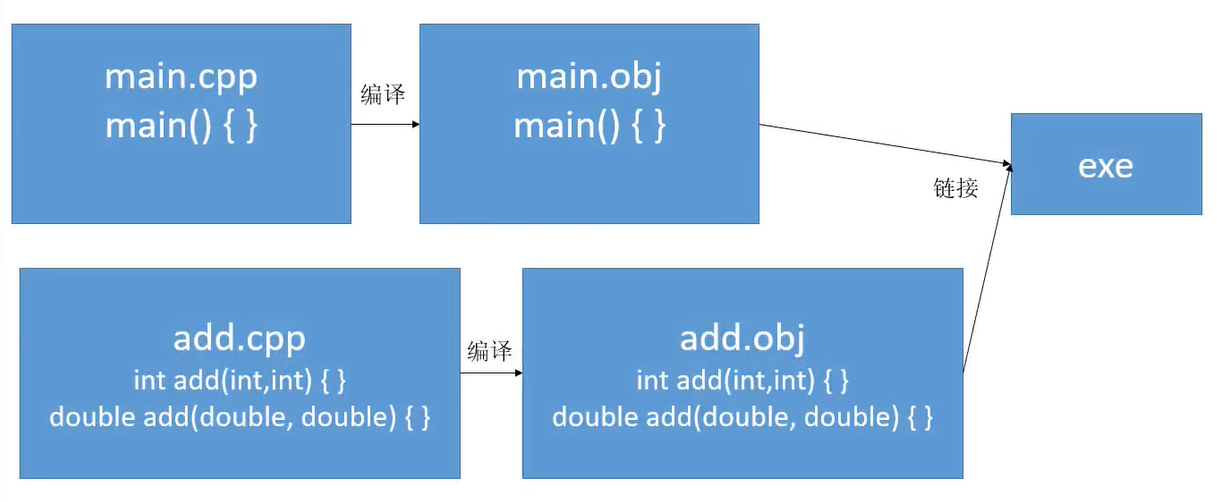 main.cpp
main() { }
编译
main.obj
main() { }
链接
exe
add.cpp
int add(int,int) { }
double add(double, double) { }
编译
add.obj
int add(int,int) { }
double add(double, double) { }